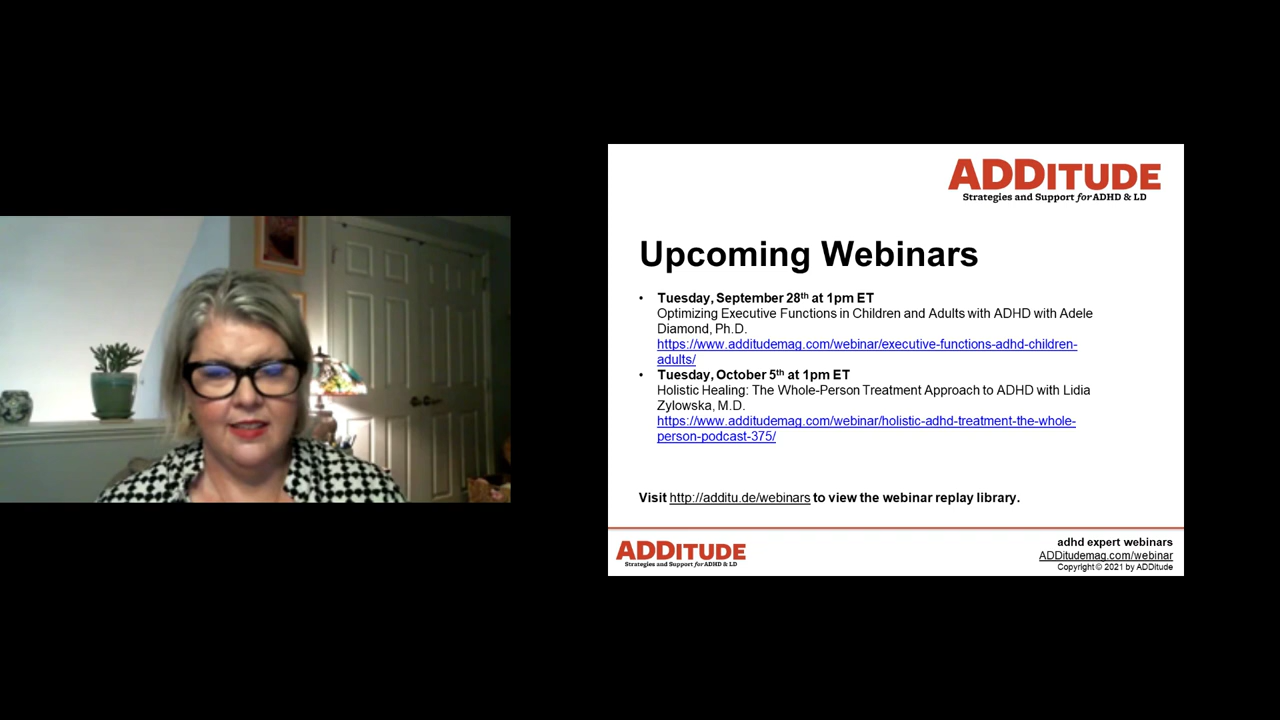 ADDITUDE
Strategies and Support for ADHD & LD
Upcoming Webinars
• Tuesday, September 28th at 1pm ET
Optimizing Executive Functions in Children and Adults with ADHD with Adele
Diamond, Ph.D.
https://www.additudemag.com/webinar/executive-functions-adhd-children-
adults/
• Tuesday, October 5th at 1pm ET
Holistic Healing: The Whole-Person Treatment Approach to ADHD with Lidia
Zylowska, M.D.
https://www.additudemag.com/webinar/holistic-adhd-treatment-the-whole-
person-podcast-375/
Visit http://additu.de/webinars to view the webinar replay library.
ADDITUDE
Strategies and Support for ADHD & LD
adhd expert webinars
ADDitudemag.com/webinar
Copyright © 2021 by ADDitude